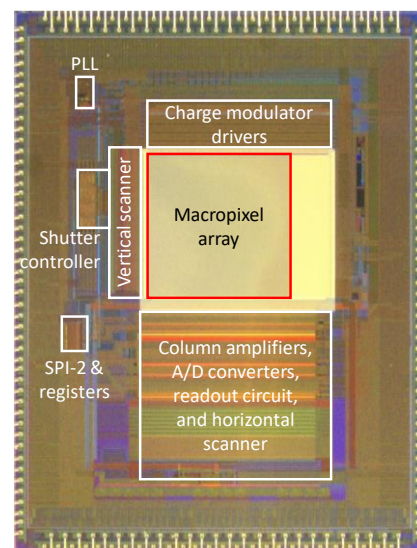 PLL
Charge modulator
drivers
Vertical scanner
Macropixel
array
Shutter
controller
SPI-2 &
registers
Column amplifiers,
A/D converters,
readout circuit,
and horizontal
scanner